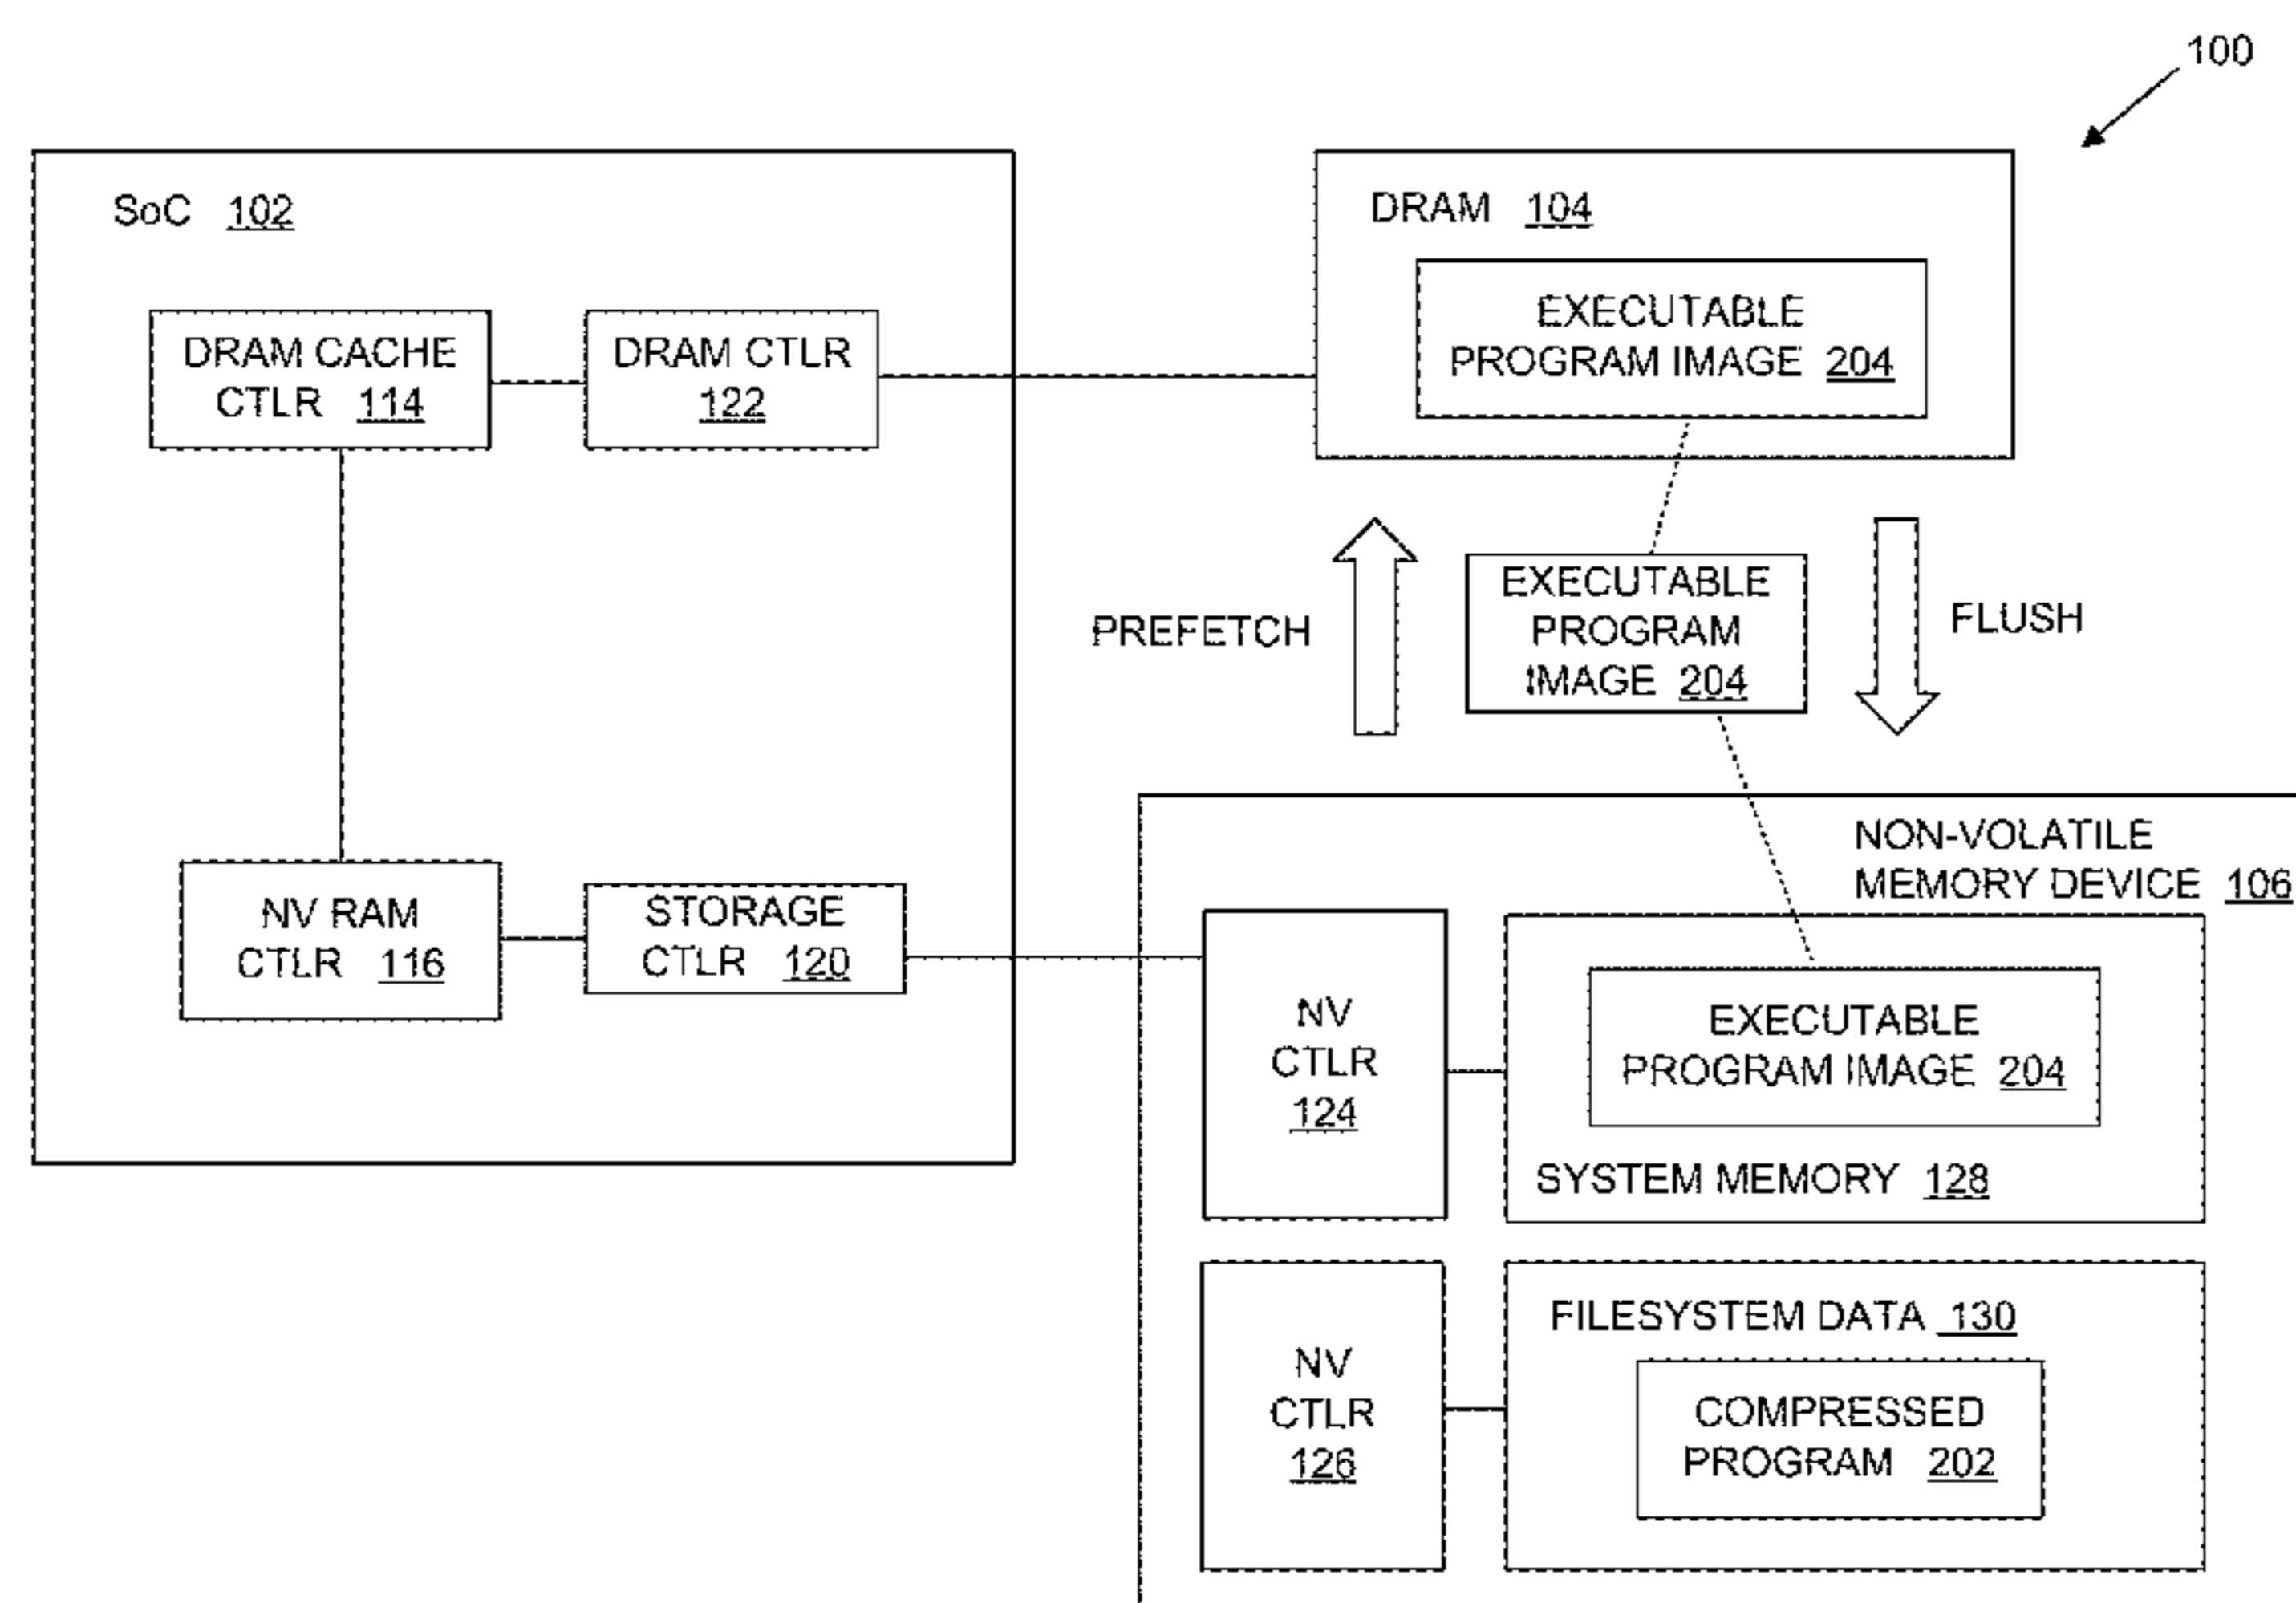 100
SoC 102
DRAM 104
EXECUTABLE
PROGRAM IMAGE 204
DRAM CACHE
CTLR 114
DRAM CTLR
122
PREFETCH
EXECUTABLE
PROGRAM
IMAGE 204
FLUSH
NON-VOLATILE
MEMORY DEVICE 106
NV RAM
CTLR 116
STORAGE
CTLR 120
NV
CTLR
124
EXECUTABLE
PROGRAM IMAGE 204
SYSTEM MEMORY 128
NV
CTLR
126
FILESYSTEM DATA 130
COMPRESSED
PROGRAM 202